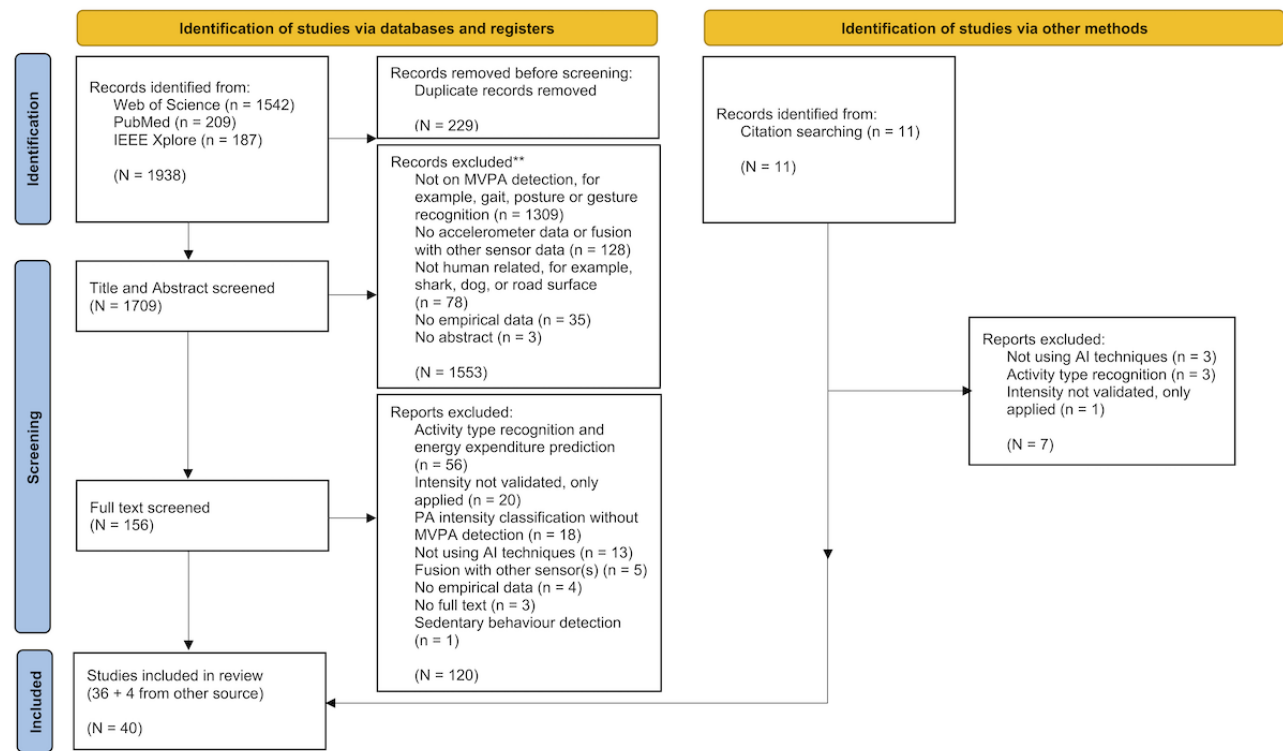 Identification of studies via databases and registers
Identification of studies via other methods
Identification
Records identified from:
Web of Science (n = 1542)
PubMed (n = 209)
IEEE Xplore (n = 187)
(N = 1938)
Records removed before screening:
Duplicate records removed
(N = 229)
Records identified from:
Citation searching (n = 11)
(N = 11)
Screening
Title and Abstract screened
(N = 1709)
Records excluded**
Not on MVPA detection, for
example, gait, posture or gesture
recognition (n = 1309)
No accelerometer data or fusion
with other sensor data (n = 128)
Not human related, for example,
shark, dog, or road surface
(n = 78)
No empirical data (n = 35)
No abstract (n = 3)
(N = 1553)
Reports excluded:
Not using AI techniques (n = 3)
Activity type recognition (n = 3)
Intensity not validated, only
applied (n = 1)
(N = 7)
Full text screened
(N = 156)
Reports excluded:
Activity type recognition and
energy expenditure prediction
(n = 56)
Intensity not validated, only
applied (n = 20)
PA intensity classification without
MVPA detection (n = 18)
Not using AI techniques (n = 13)
Fusion with other sensor(s) (n = 5)
No empirical data (n = 4)
No full text (n = 3)
Sedentary behaviour detection
(n = 1)
(N = 120)
Included
Studies included in review
(36 + 4 from other source)
(N = 40)